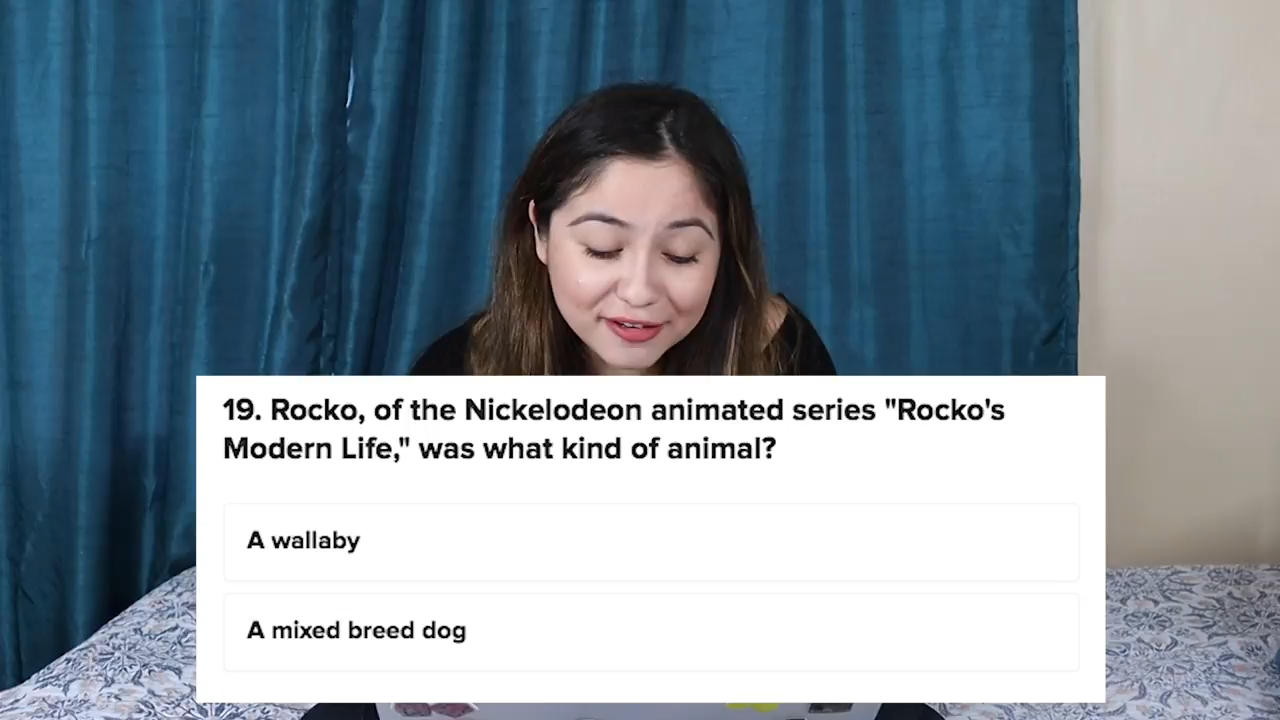 19. Rocko, of the Nickelodeon animated series "Rocko's
Modern Life," was what kind of animal?
A wallaby
A mixed breed dog